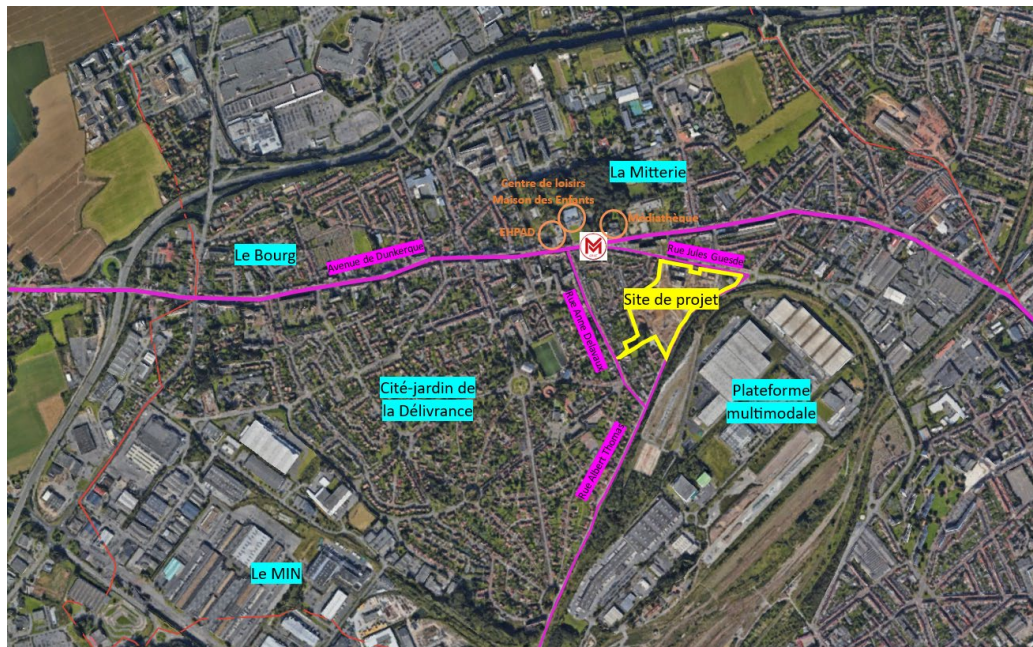 La Mitterie
Centre de loisirs
Maison des Enfants
Médiathèque
EHPAD
M
Le Bourg
Avenue de Dunkerque
Rue Jules Guesde
Site de projet
Rue Anne Delavaux
Cité-jardin de
la Délivrance
Plateforme
multimodale
Rue Albert Thomas
Le MIN